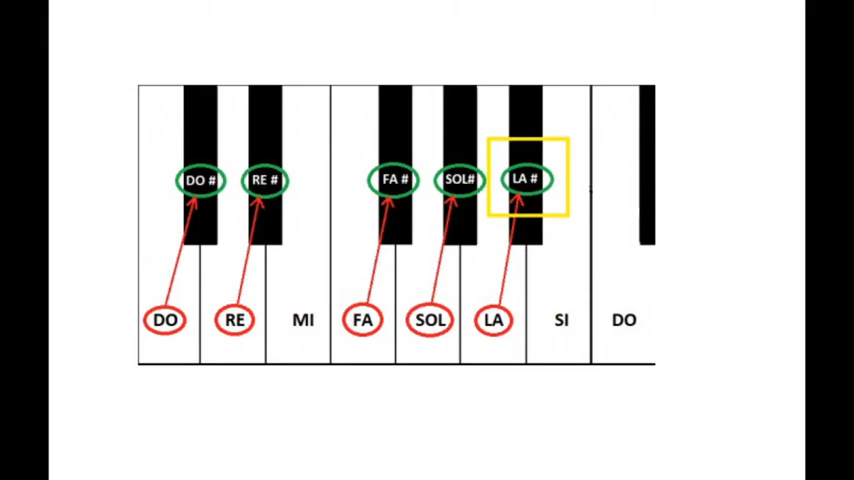 DO # RE # FA # SOL# LA #
DO RE MI FA SOL LA SI DO